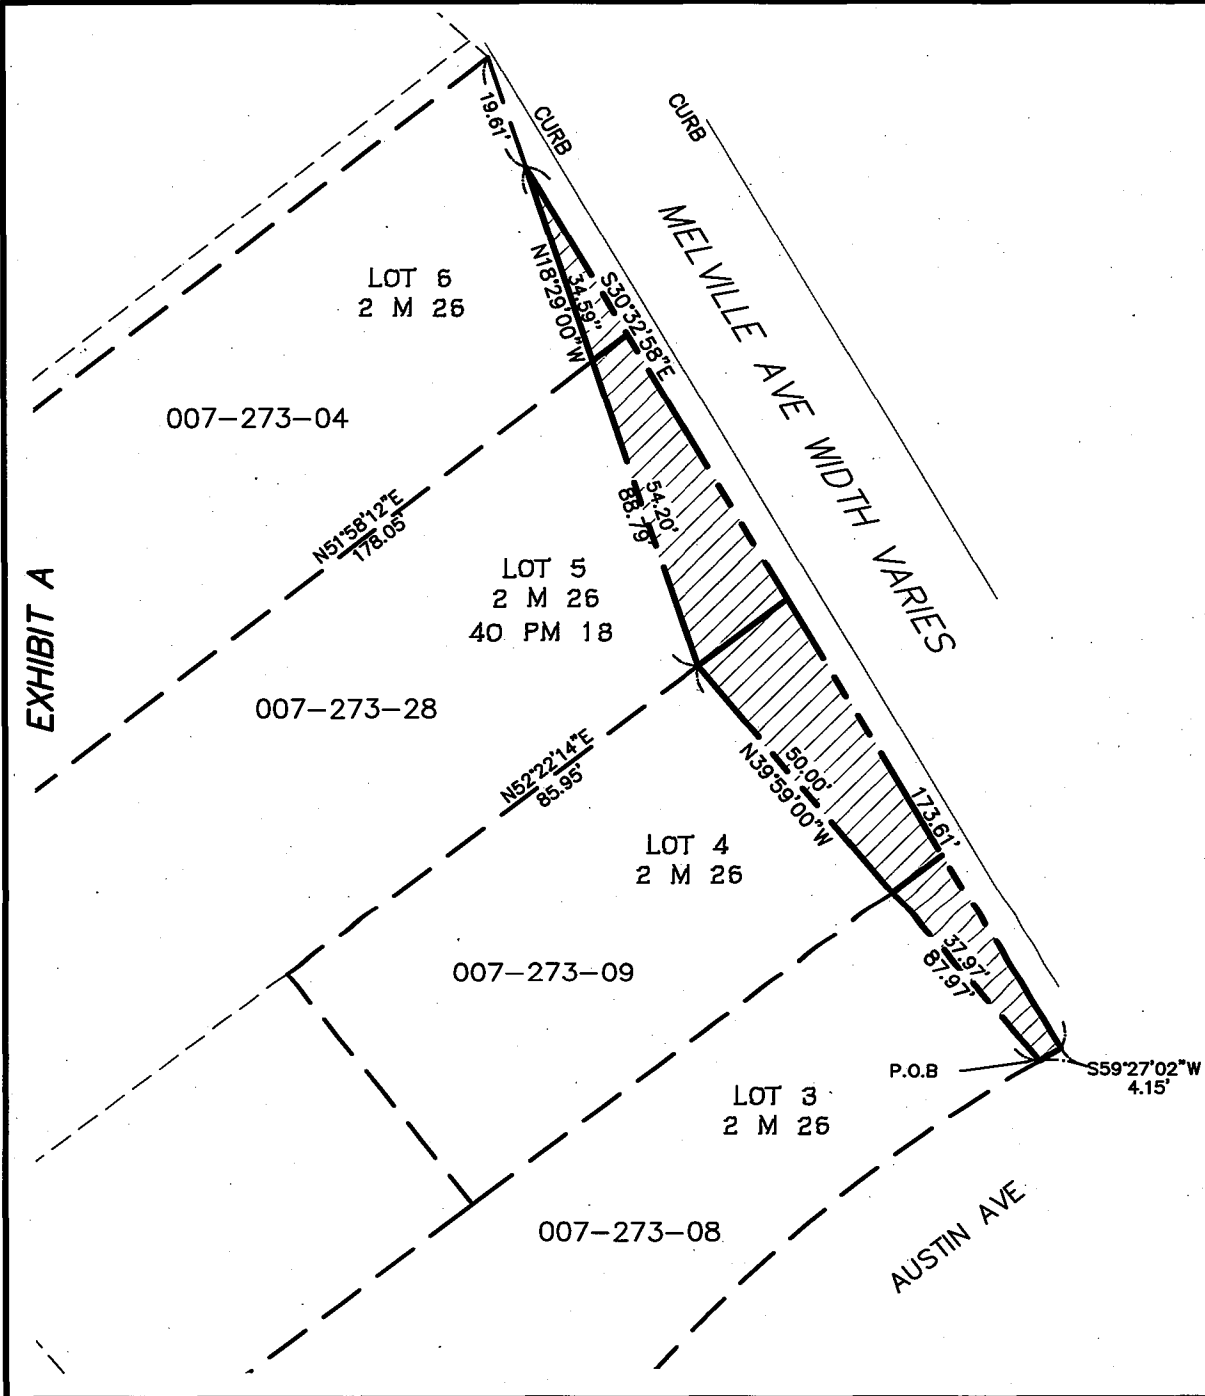 19.61'
CURB
CURB
MELVILLE AVE WIDTH VARIES
LOT 6
2 M 26
N18°29'00"W
34.59"
S30°32'58"E
007-273-04
N51°58'12"E
178.05'
54.20'
88.79'
LOT 5
2 M 26
40 PM 18
EXHIBIT A
007-273-28
N52°22'14"E
85.95'
50.00'
N39°59'00"W
173.61'
LOT 4
2 M 26
007-273-09
37.97'
87.97'
P.O.B
S59°27'02"W
4.15'
LOT 3
2 M 26
007-273-08
AUSTIN AVE